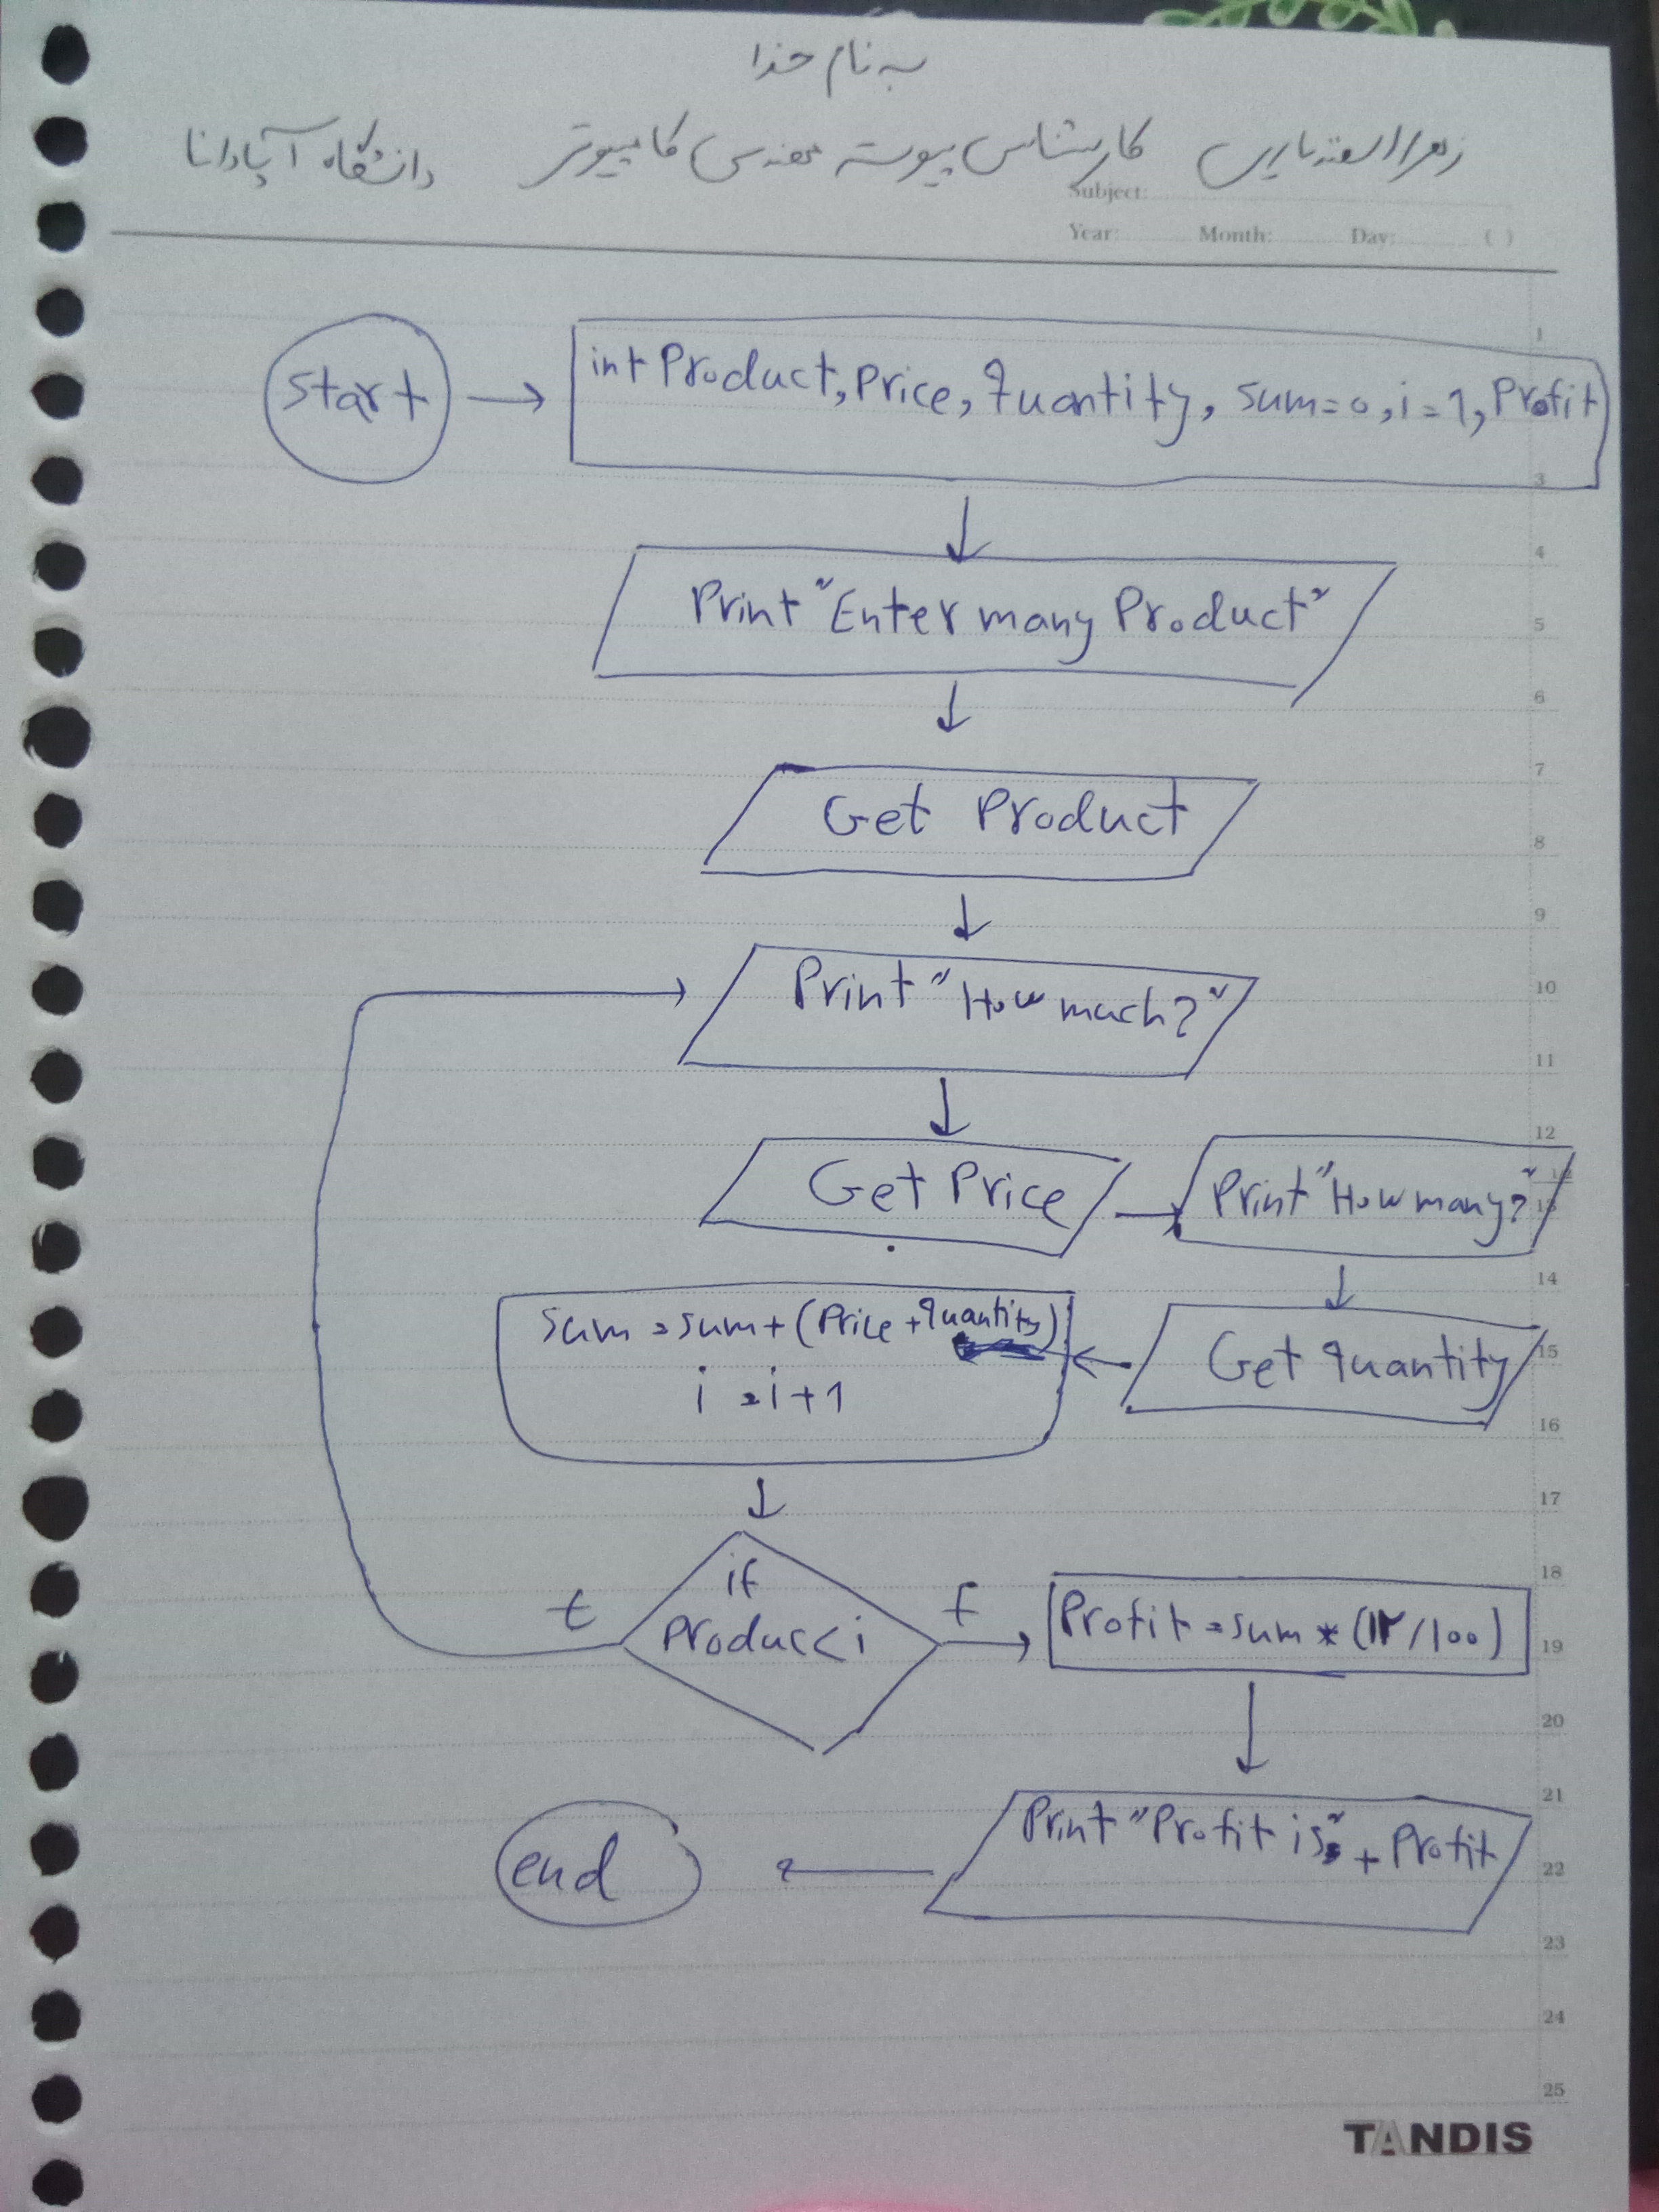 به نام خدا
زهرا کارشناسی پیوسته مهندسی کامپیوتر دانشگاه آپادانا
Subject:
Year: Month: Day: ( )
start
int Product, Price, quantity, sum=0, i=1, Profit
Print "Enter many Product"
Get Product
Print "How much?"
Get Price
Print "How many?"
sum=sum+(Price+quantity)
i=i+1
Get quantity
if
Produc<i
t
f
Profit=sum*(1۲/100)
Print "Profit is:"+Profit
end
1
3
4
5
6
7
8
9
10
11
12
13
14
15
16
17
18
19
20
21
22
23
24
25
TANDIS